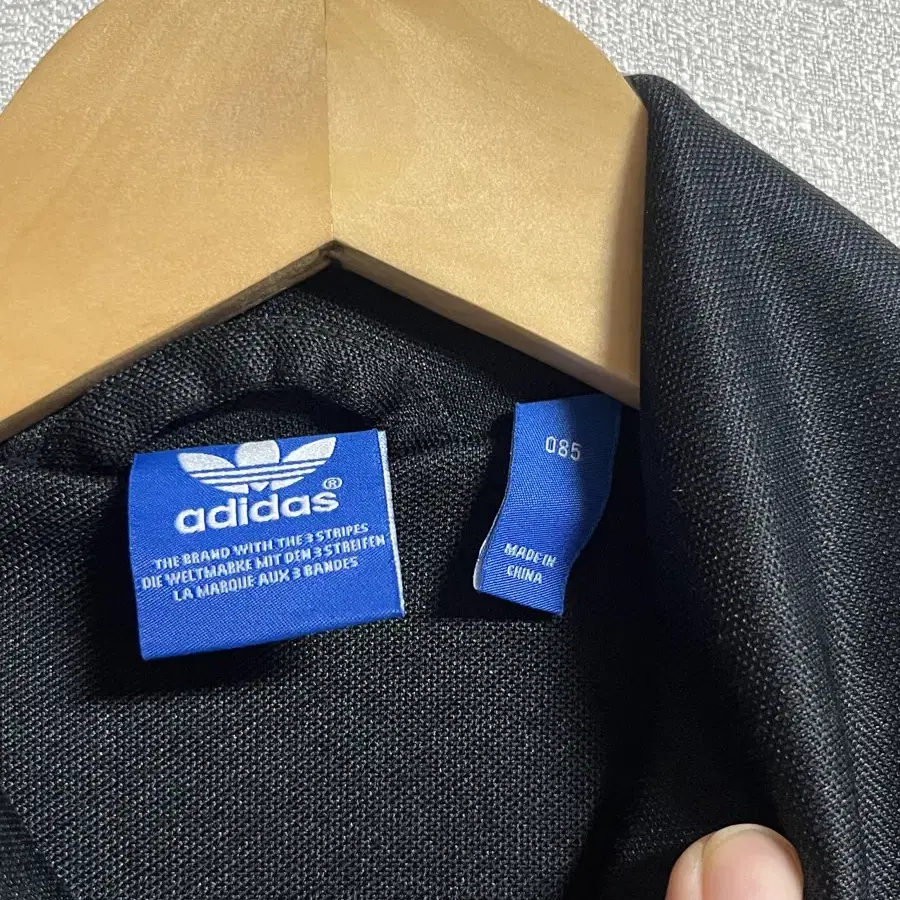 adidas®
THE BRAND WITH THE 3 STRIPES
DIE WELTMARKE MIT DEN 3 STREIFEN
LA MARQUE AUX 3 BANDES
085
MADE IN
CHINA